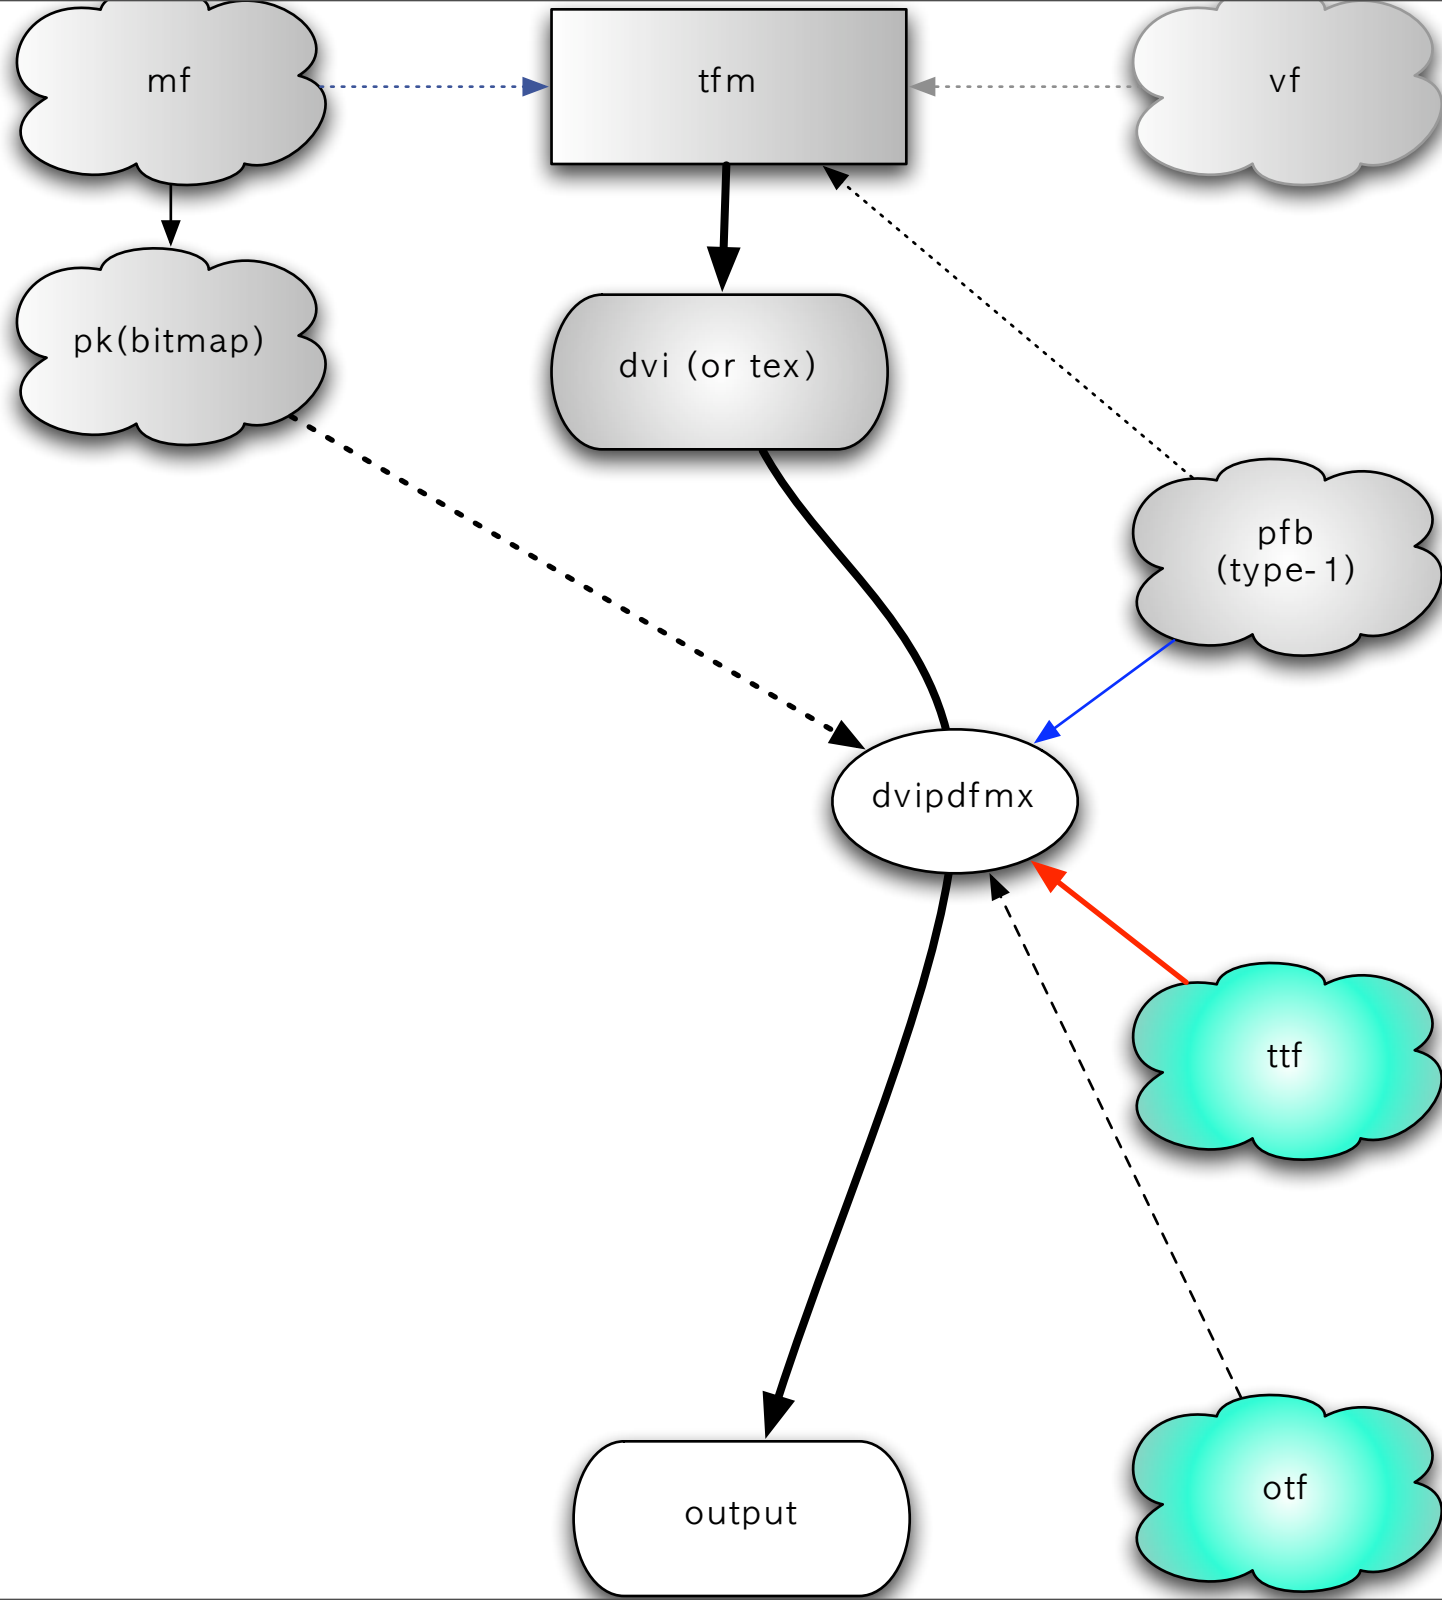 mf
tfm
vf
pk(bitmap)
dvi (or tex)
pfb
(type-1)
dvipdfmx
ttf
otf
output